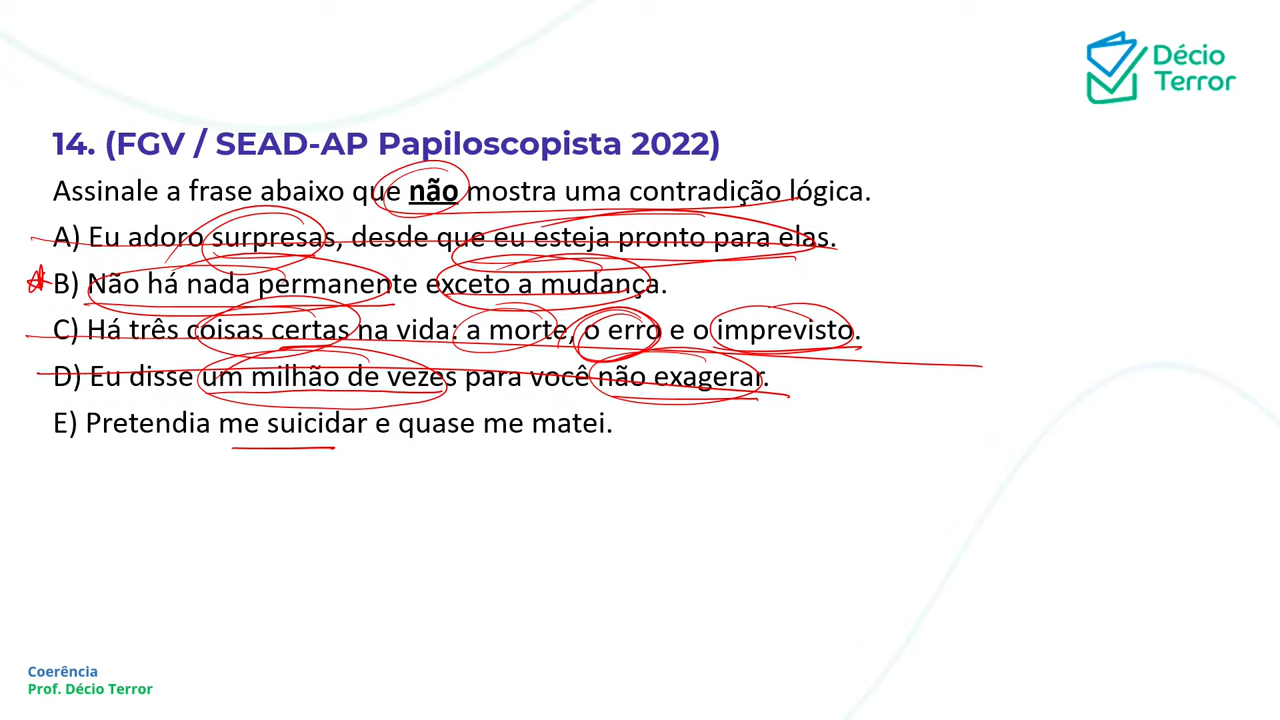 Décio
Terror
14. (FGV / SEAD-AP Papiloscopista 2022)
Assinale a frase abaixo que não mostra uma contradição lógica.
A) Eu adoro surpresas, desde que eu esteja pronto para elas.
B) Não há nada permanente exceto a mudança.
C) Há três coisas certas na vida: a morte, o erro e o imprevisto.
D) Eu disse um milhão de vezes para você não exagerar.
E) Pretendia me suicidar e quase me matei.
Coerência
Prof. Décio Terror